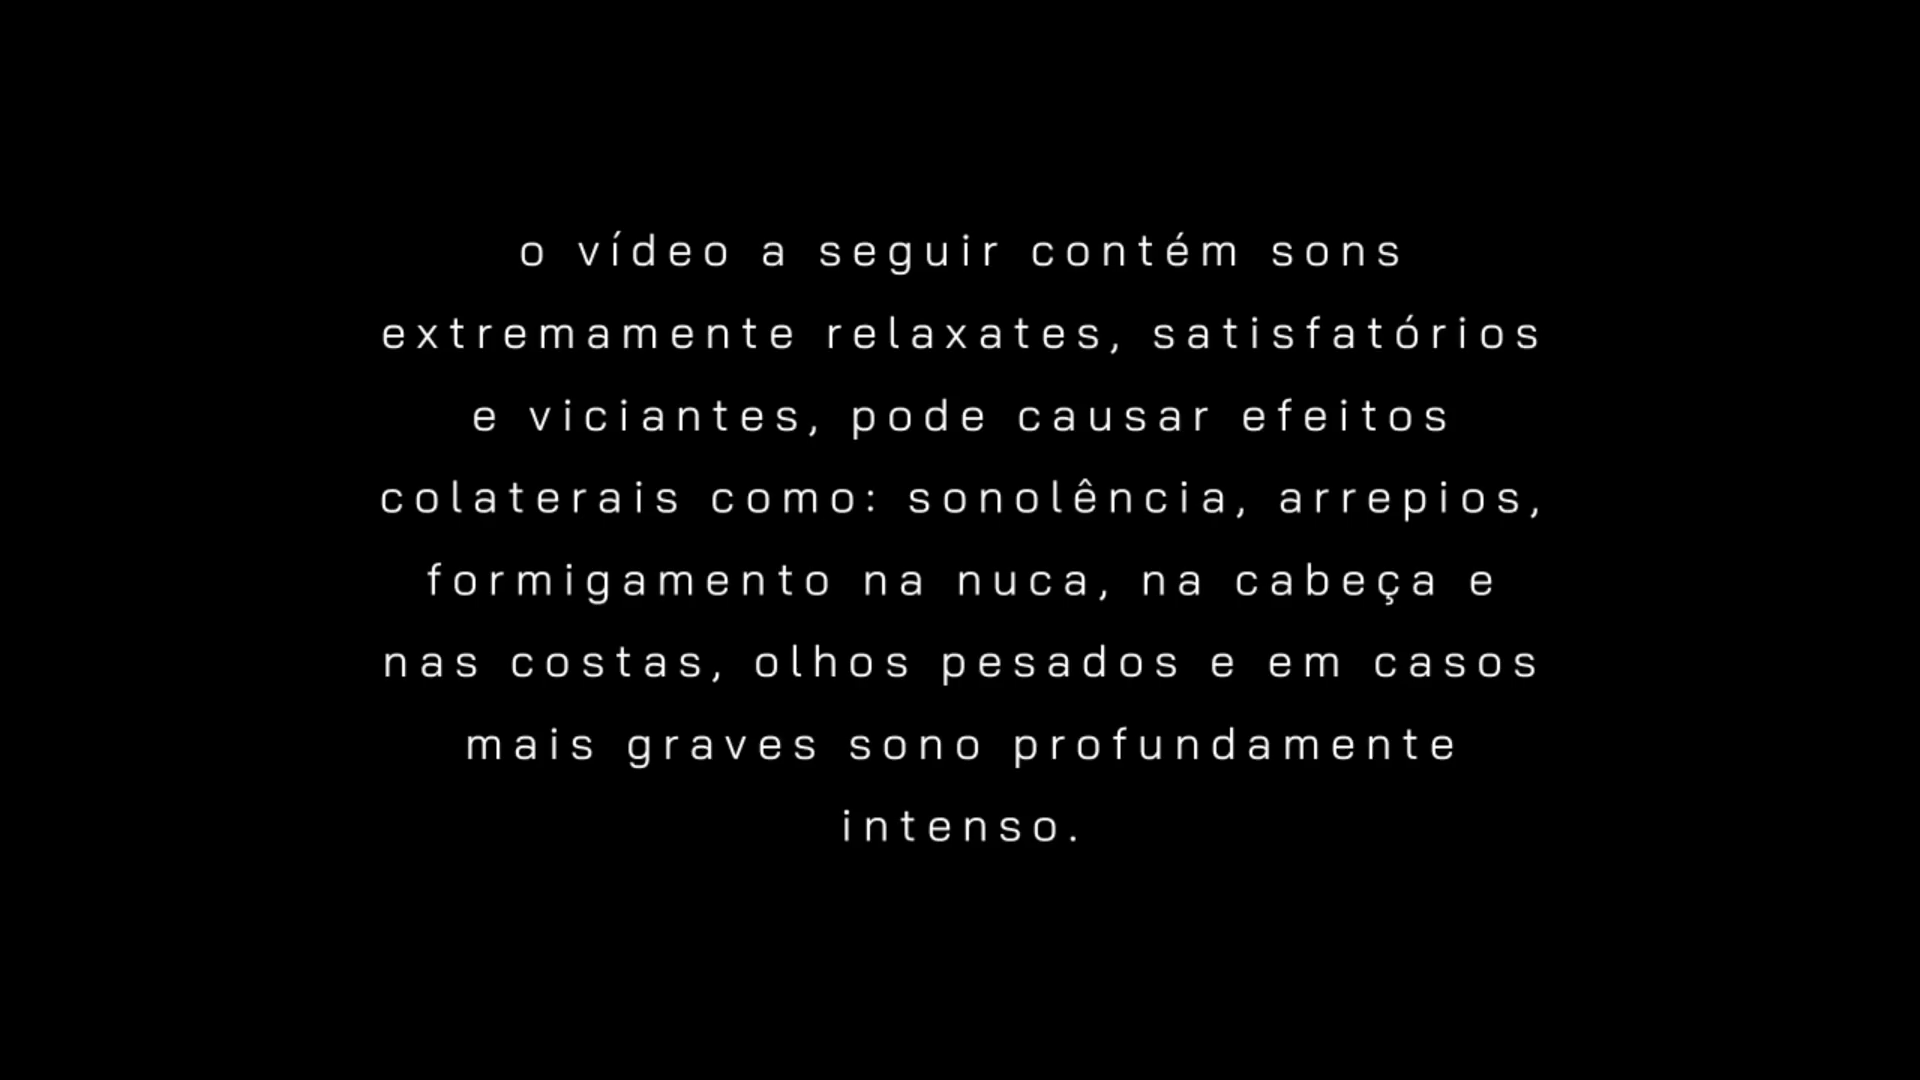 o vídeo a seguir contém sons
extremamente relaxates, satisfatórios
e viciantes, pode causar efeitos
colaterais como: sonolência, arrepios,
formigamento na nuca, na cabeça e
nas costas, olhos pesados e em casos
mais graves sono profundamente
intenso.